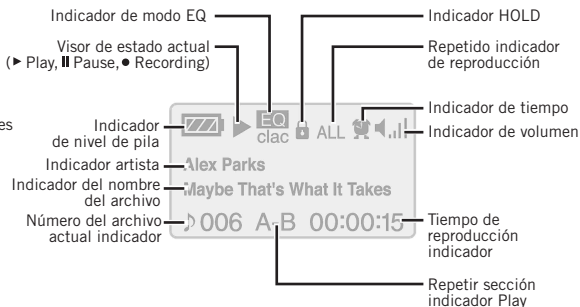 Indicador de modo EQ
Visor de estado actual
(► Play, II Pause, ● Recording)
es
Indicador
de nivel de pila
Indicador artista
Indicador del nombre
del archivo
Número del archivo
actual indicador
EQ
clac
ALL
Alex Parks
Maybe That's What It Takes
♪ 006 A-B 00:00:15
Indicador HOLD
Repetido indicador
de reproducción
Indicador de tiempo
Indicador de volumen
Tiempo de
reproducción
indicador
Repetir sección
indicador Play